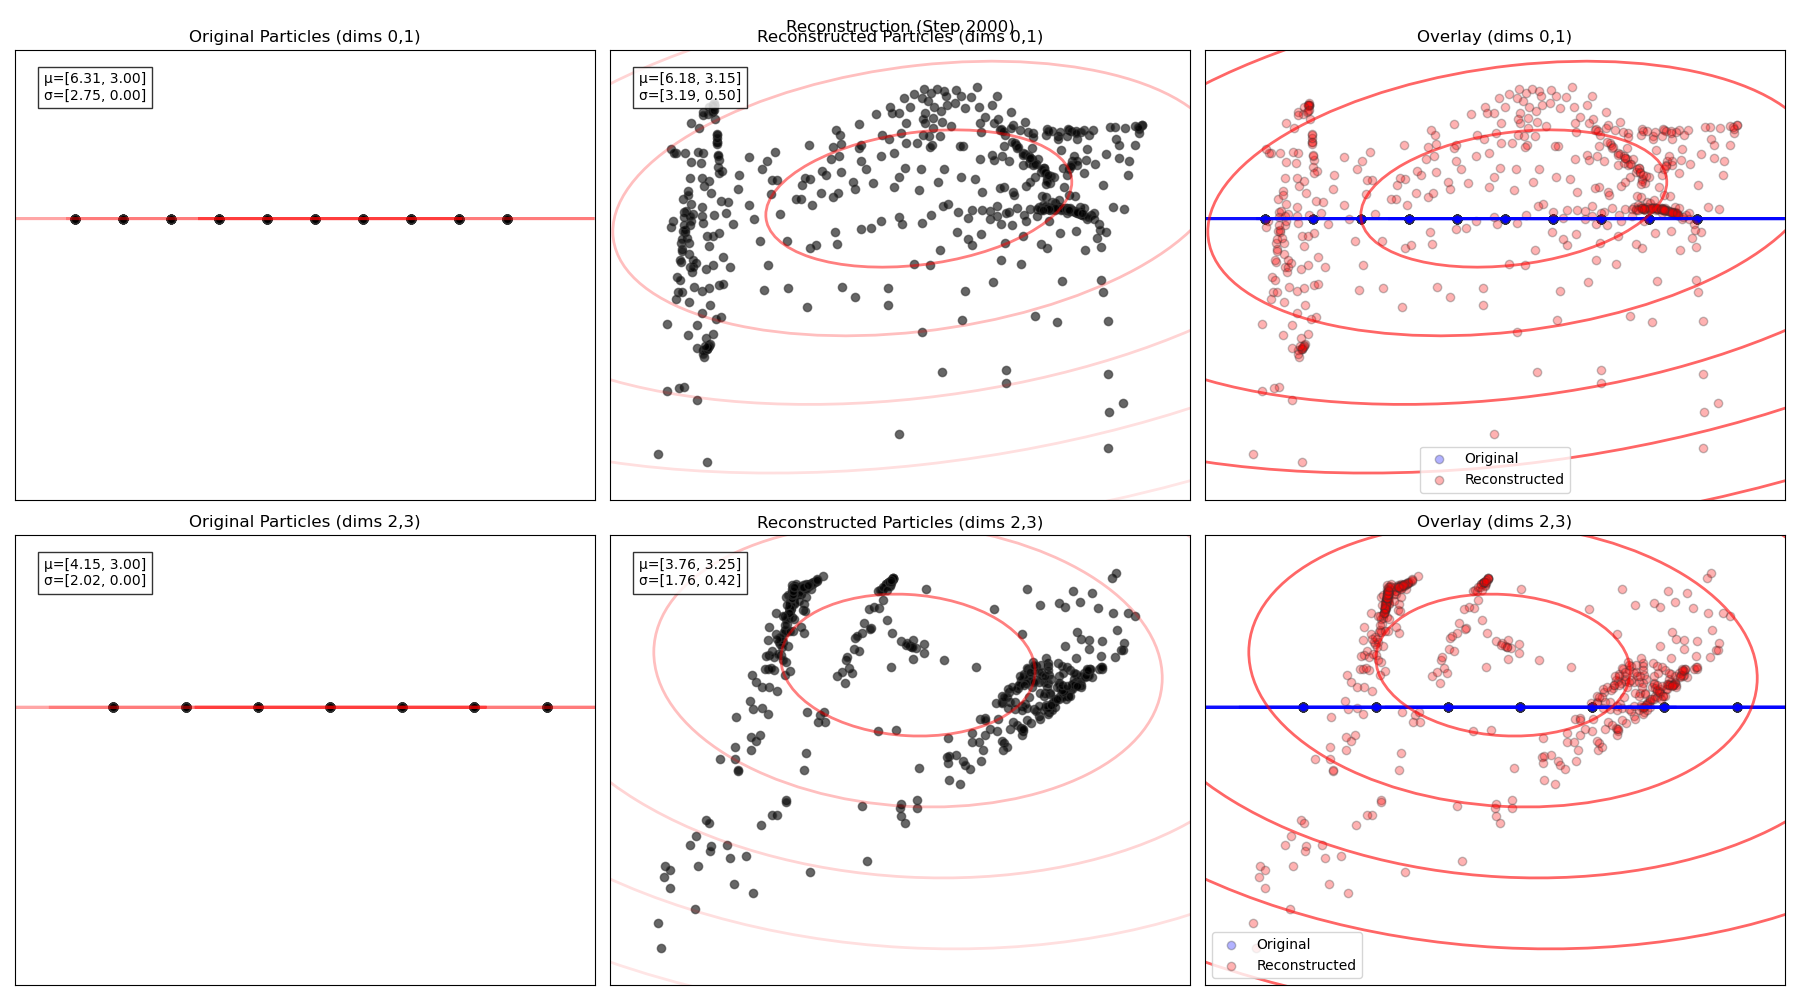 Reconstruction (Step 2000)
Original Particles (dims 0,1)
Reconstructed Particles (dims 0,1)
Overlay (dims 0,1)
μ=[6.31, 3.00]
σ=[2.75, 0.00]
μ=[6.18, 3.15]
σ=[3.19, 0.50]
Original
Reconstructed
Original Particles (dims 2,3)
Reconstructed Particles (dims 2,3)
Overlay (dims 2,3)
μ=[4.15, 3.00]
σ=[2.02, 0.00]
μ=[3.76, 3.25]
σ=[1.76, 0.42]
Original
Reconstructed